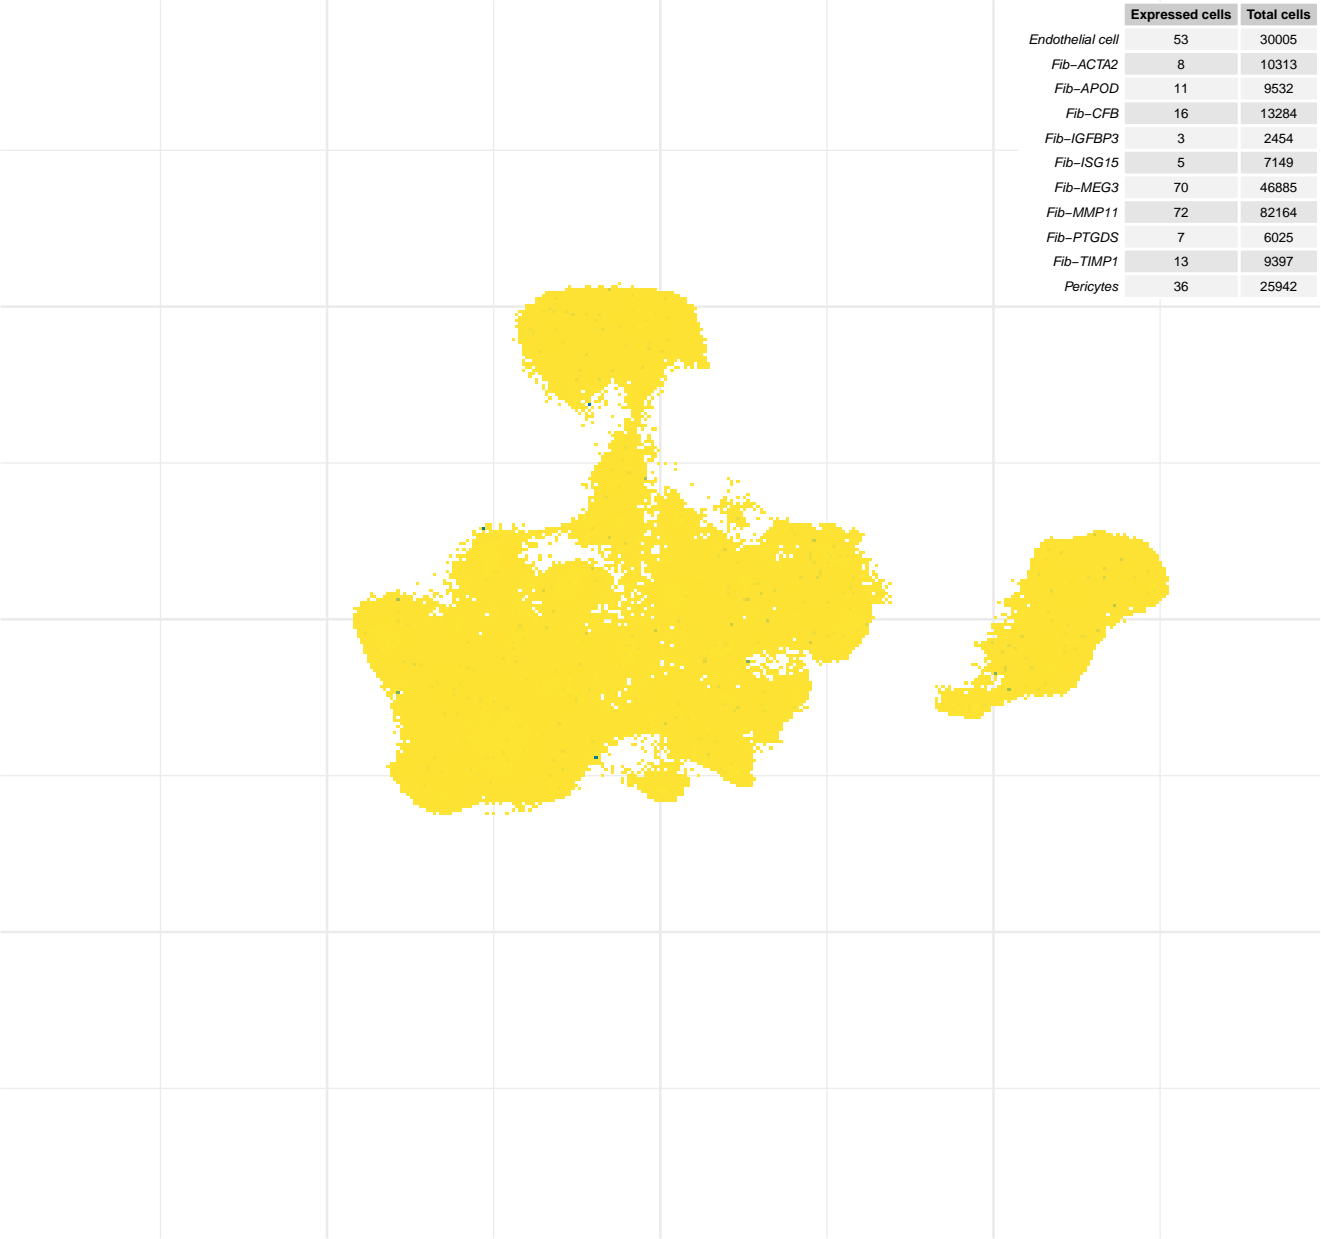 Expressed cells Total cells
Endothelial cell 53 30005
Fib−ACTA2 8 10313
Fib−APOD 11 9532
Fib−CFB 16 13284
Fib−IGFBP3 3 2454
Fib−ISG15 5 7149
Fib−MEG3 70 46885
Fib−MMP11 72 82164
Fib−PTGDS 7 6025
Fib−TIMP1 13 9397
Pericytes 36 25942